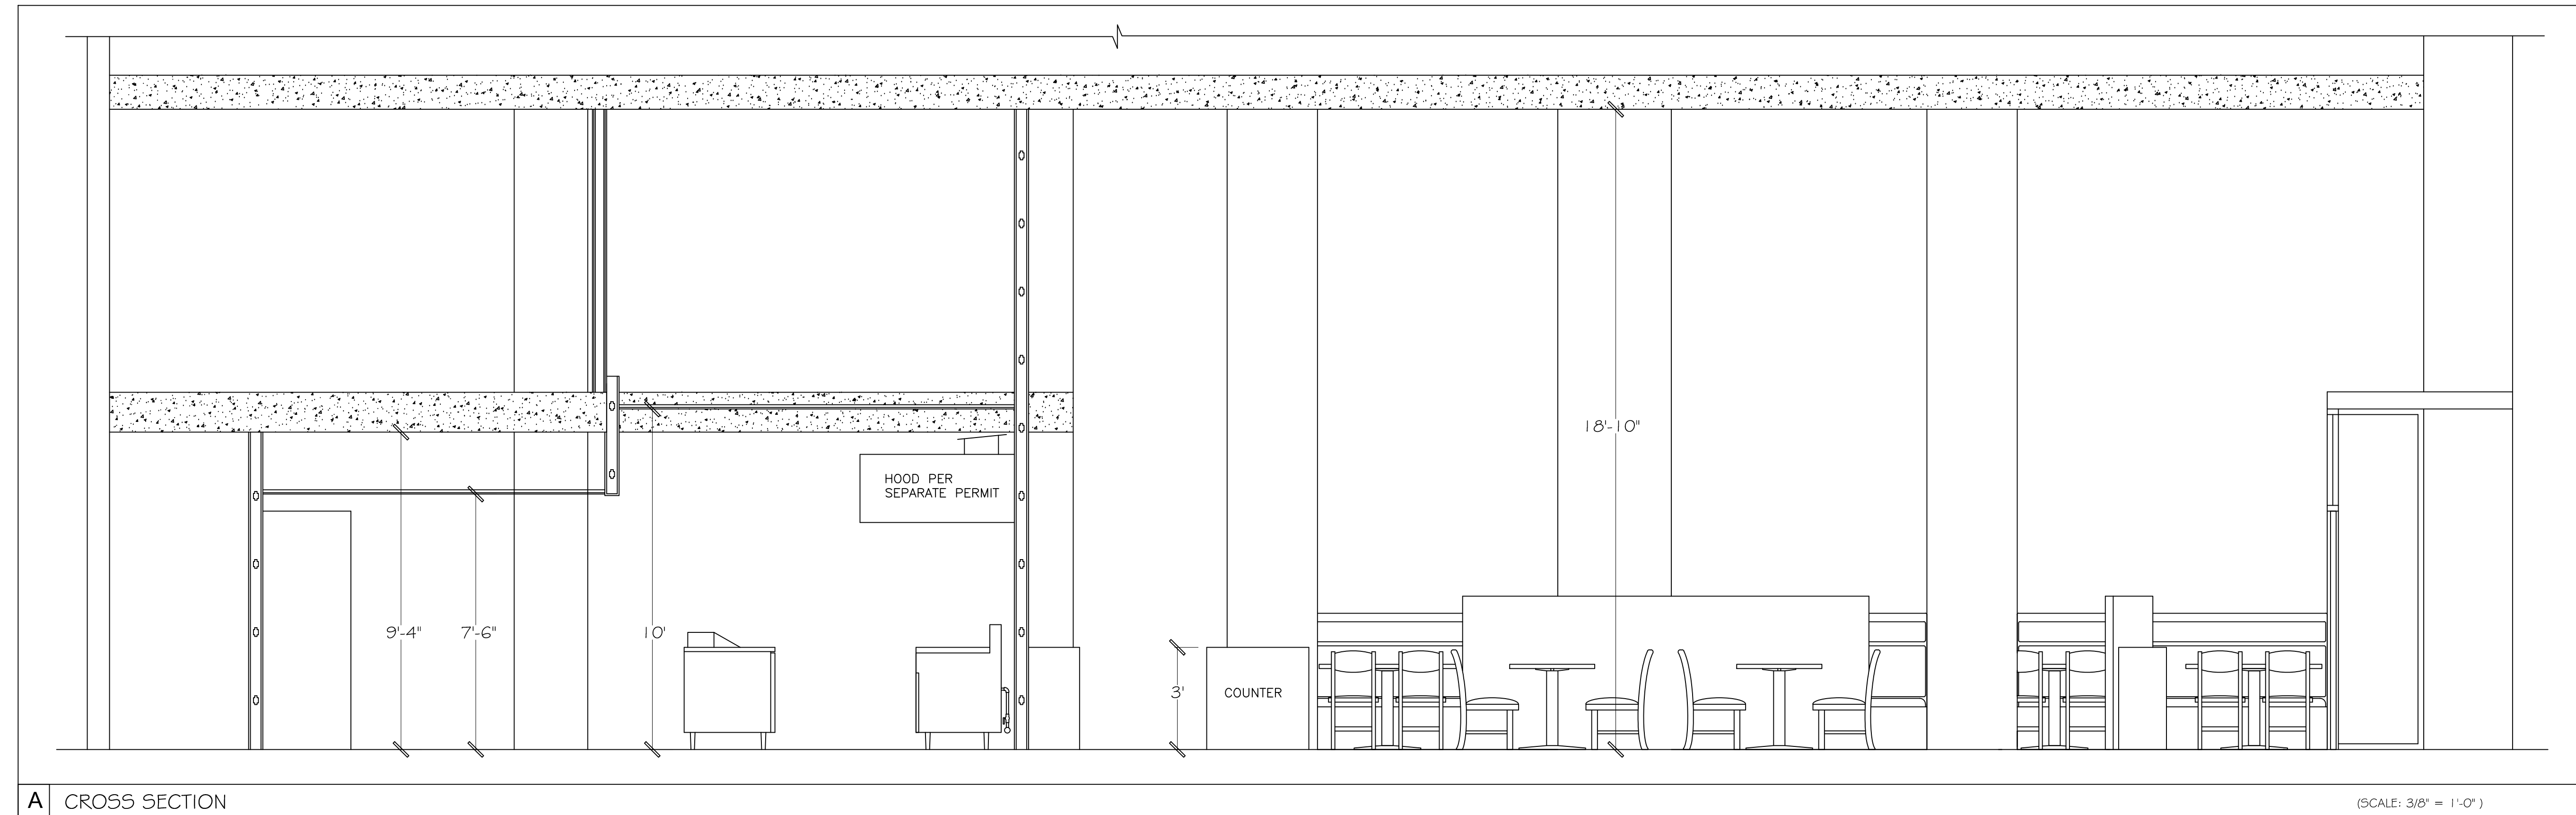 18'-10"
HOOD PER
SEPARATE PERMIT
9'-4"
7'-6"
10'
3'
COUNTER
A
CROSS SECTION
(SCALE: 3/8" = 1'-0" )